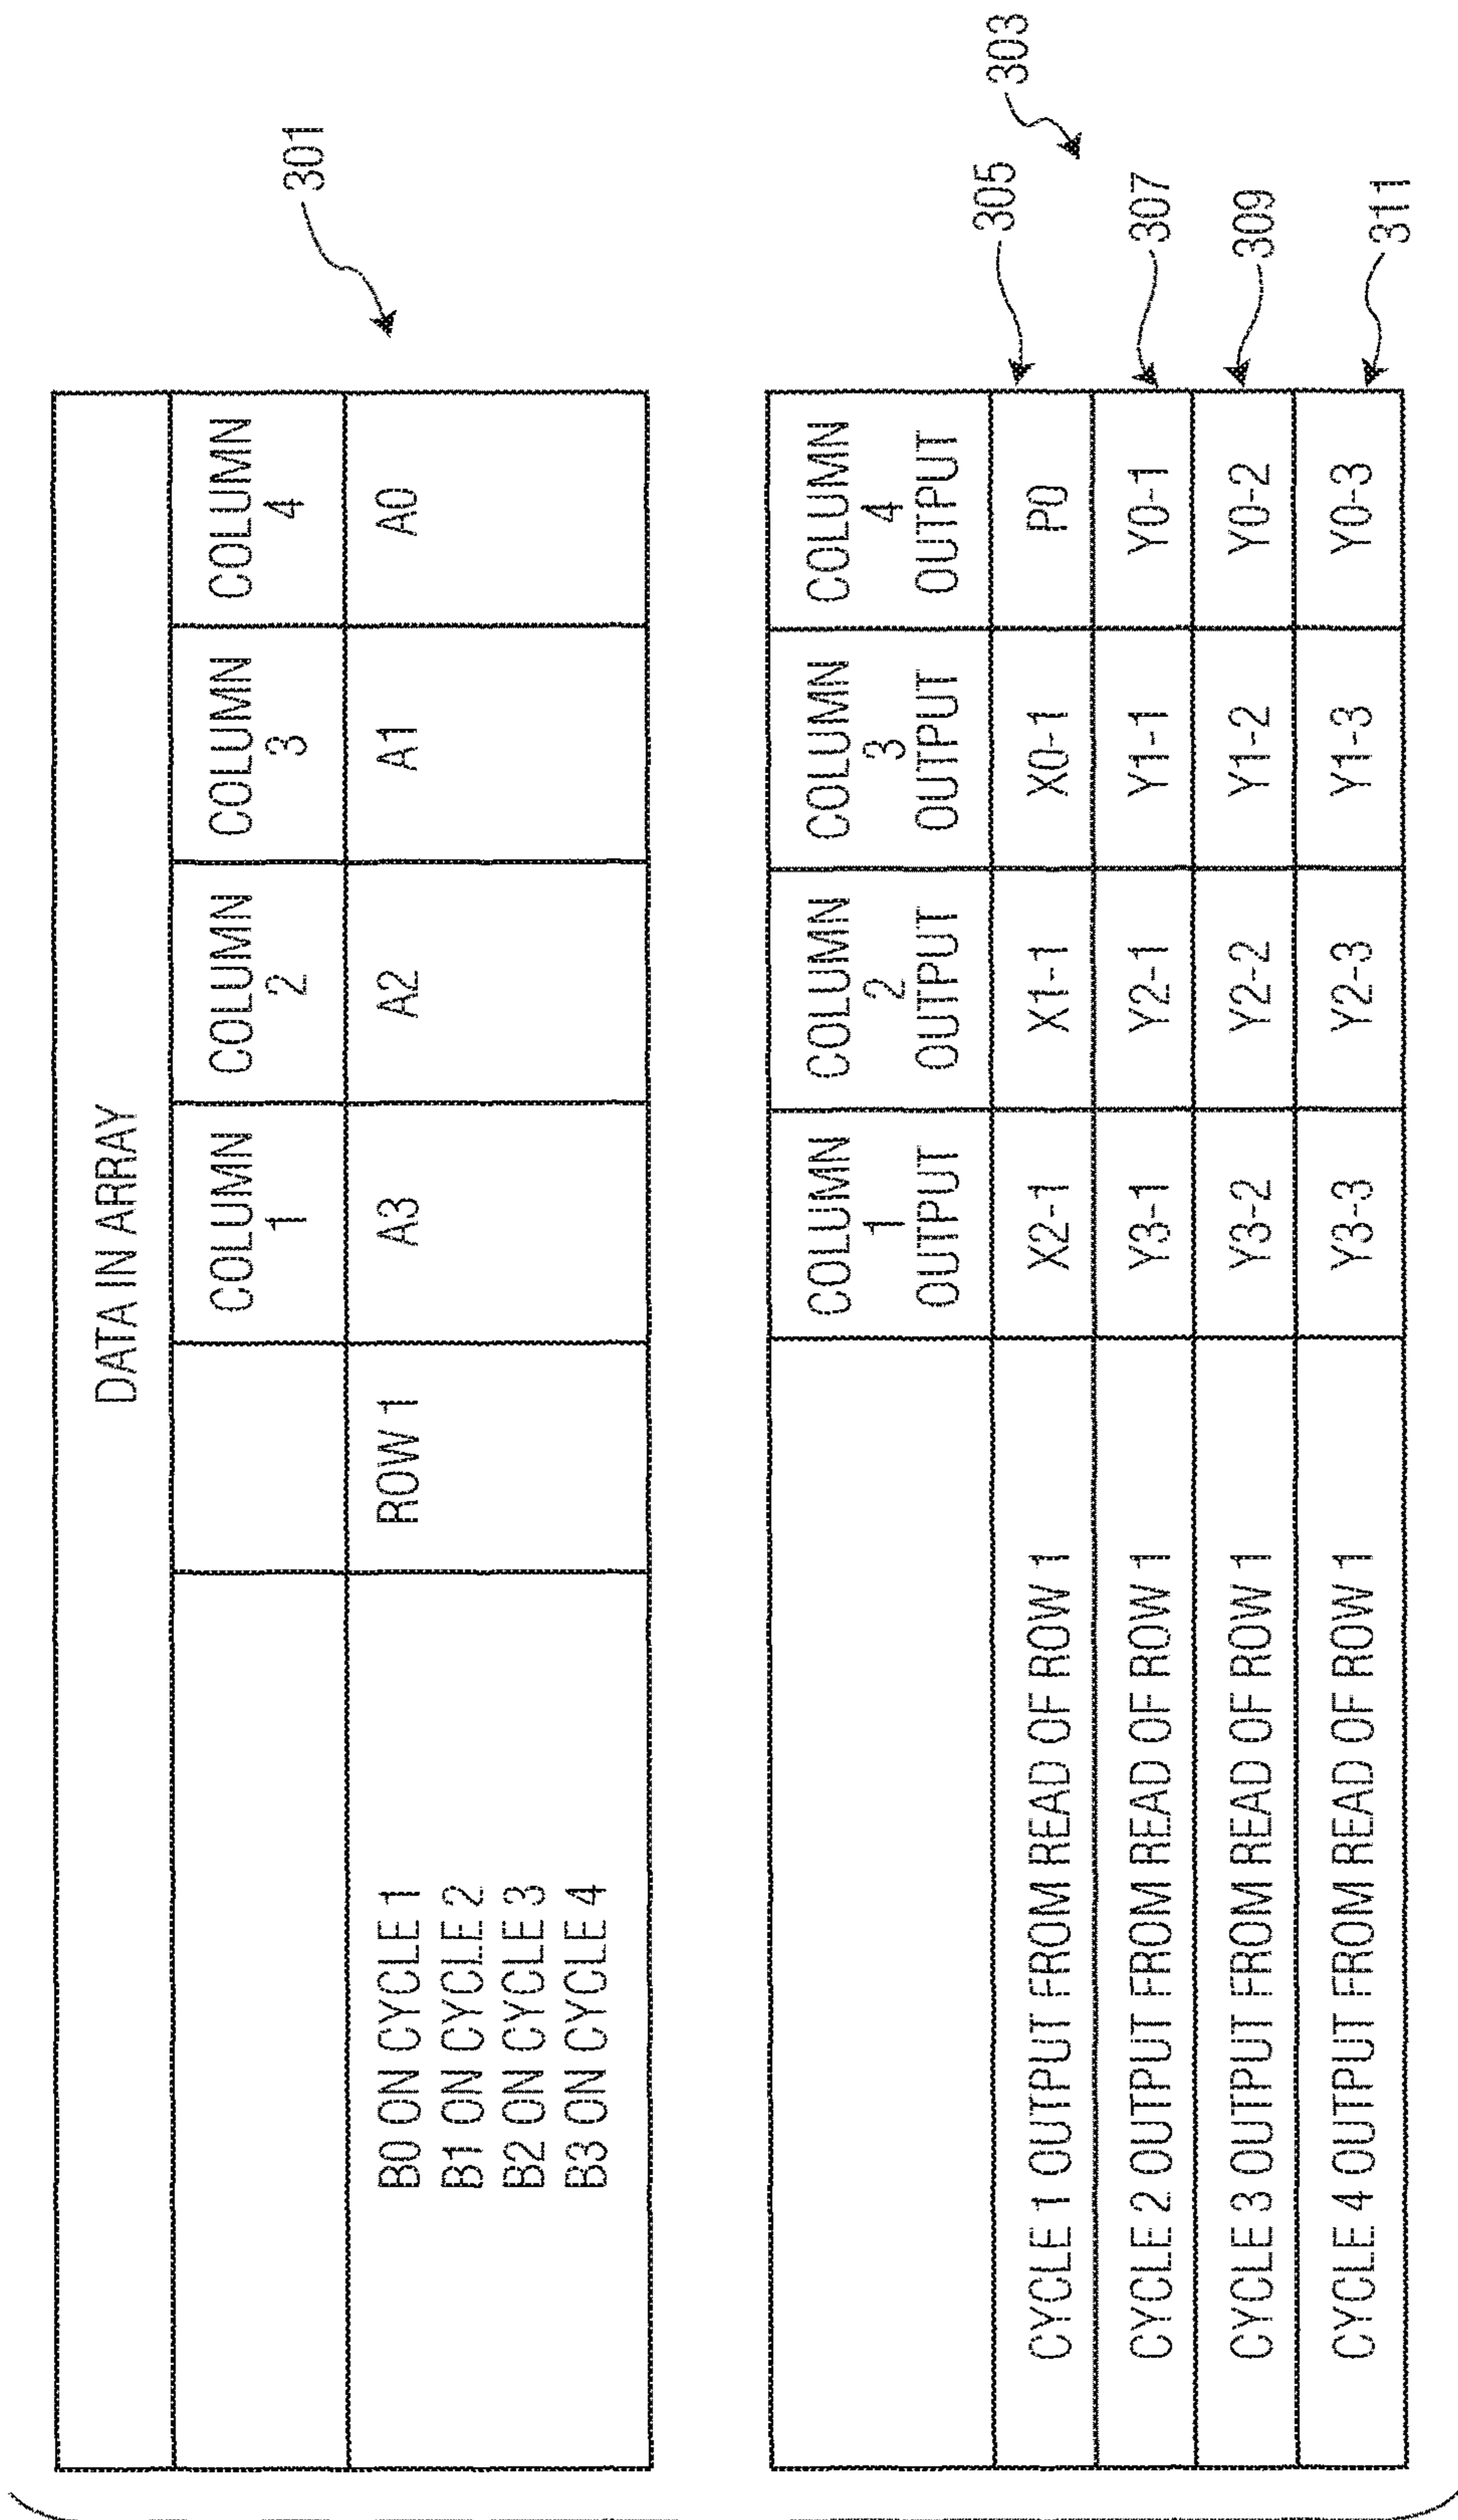 DATA IN ARRAY
COLUMN 1 COLUMN 2 COLUMN 3 COLUMN 4
B0 ON CYCLE 1 ROW 1 A3 A2 A1 A0
B1 ON CYCLE 2
B2 ON CYCLE 3
B3 ON CYCLE 4
301
COLUMN 1 OUTPUT COLUMN 2 OUTPUT COLUMN 3 OUTPUT COLUMN 4 OUTPUT
303
305
CYCLE 1 OUTPUT FROM READ OF ROW 1 X2-1 X1-1 X0-1 P0
CYCLE 2 OUTPUT FROM READ OF ROW 1 Y3-1 Y2-1 Y1-1 Y0-1
307
CYCLE 3 OUTPUT FROM READ OF ROW 1 Y3-2 Y2-2 Y1-2 Y0-2
309
CYCLE 4 OUTPUT FROM READ OF ROW 1 Y3-3 Y2-3 Y1-3 Y0-3
311